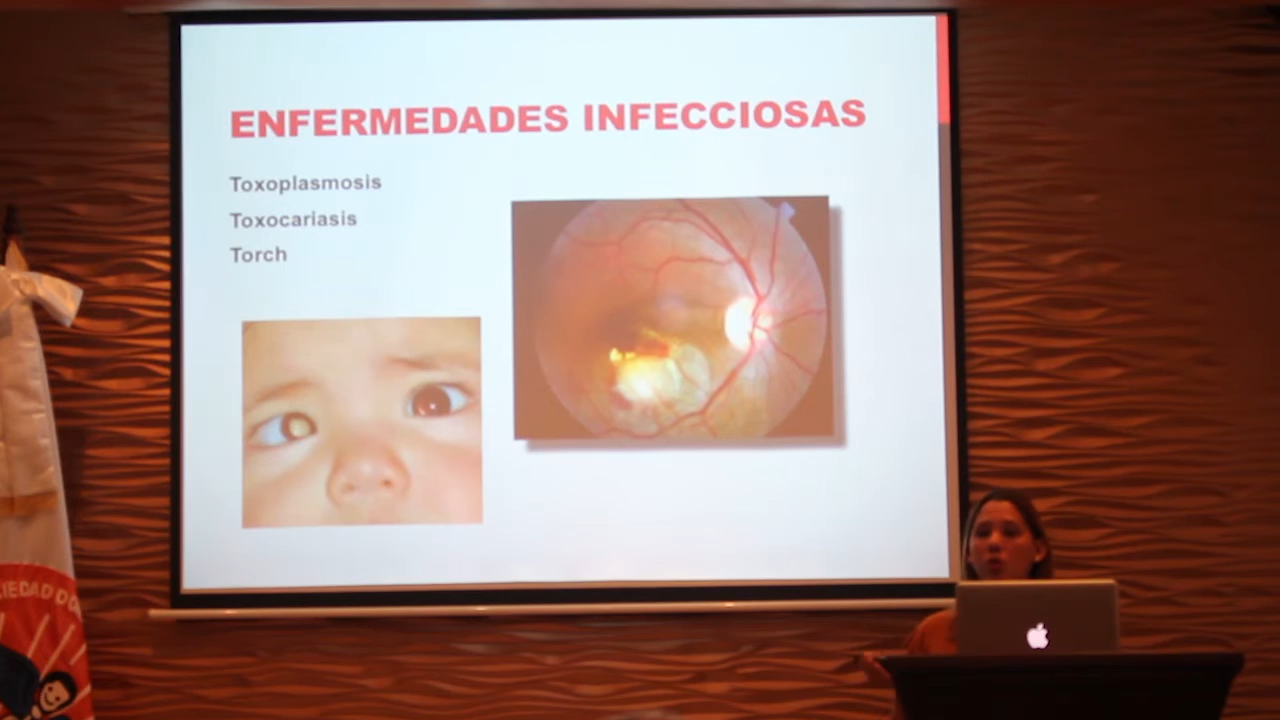 ENFERMEDADES INFECCIOSAS
Toxoplasmosis
Toxocariasis
Torch